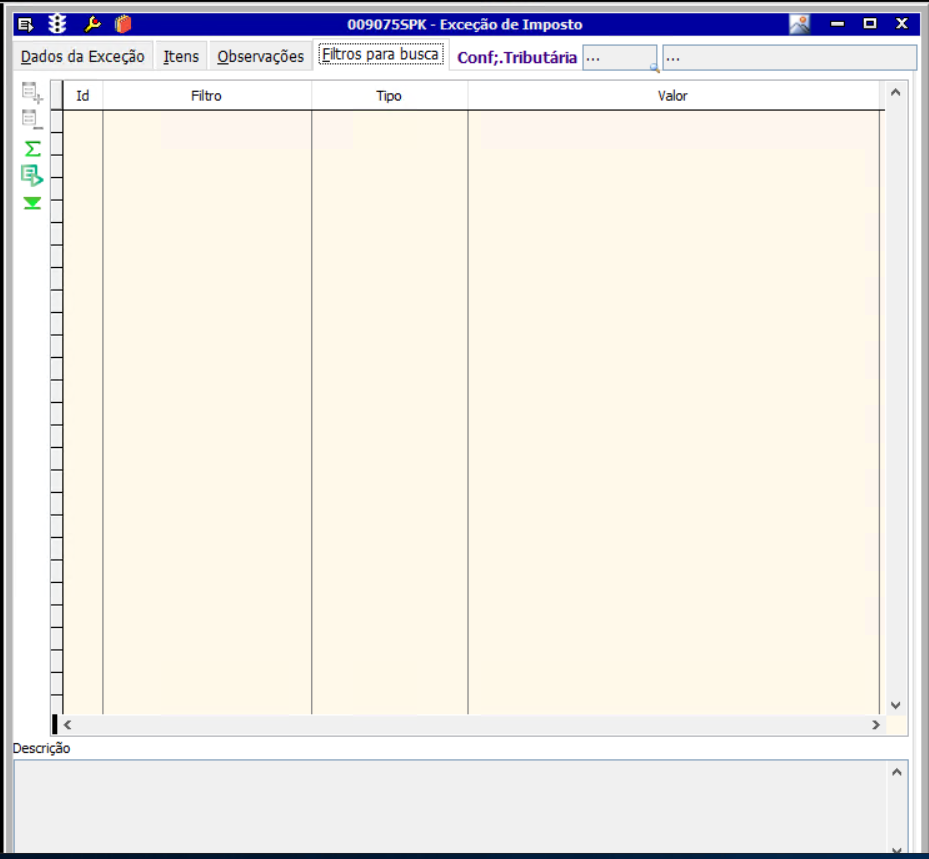 009075SPK - Exceção de Imposto
Dados da Exceção Itens Observações Filtros para busca Conf;.Tributária ... ...
Id Filtro Tipo Valor
Descrição